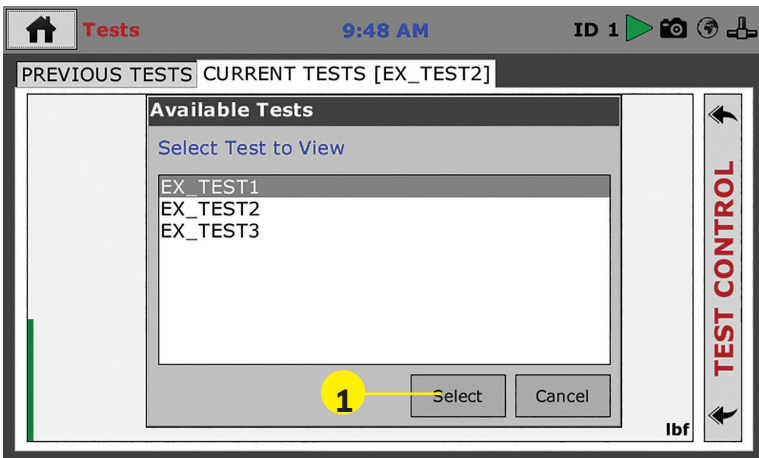 Tests 9:48 AM ID 1
PREVIOUS TESTS CURRENT TESTS [EX_TEST2]
Available Tests
Select Test to View
EX_TEST1
EX_TEST2
EX_TEST3
1 Select Cancel
lbf
TEST CONTROL